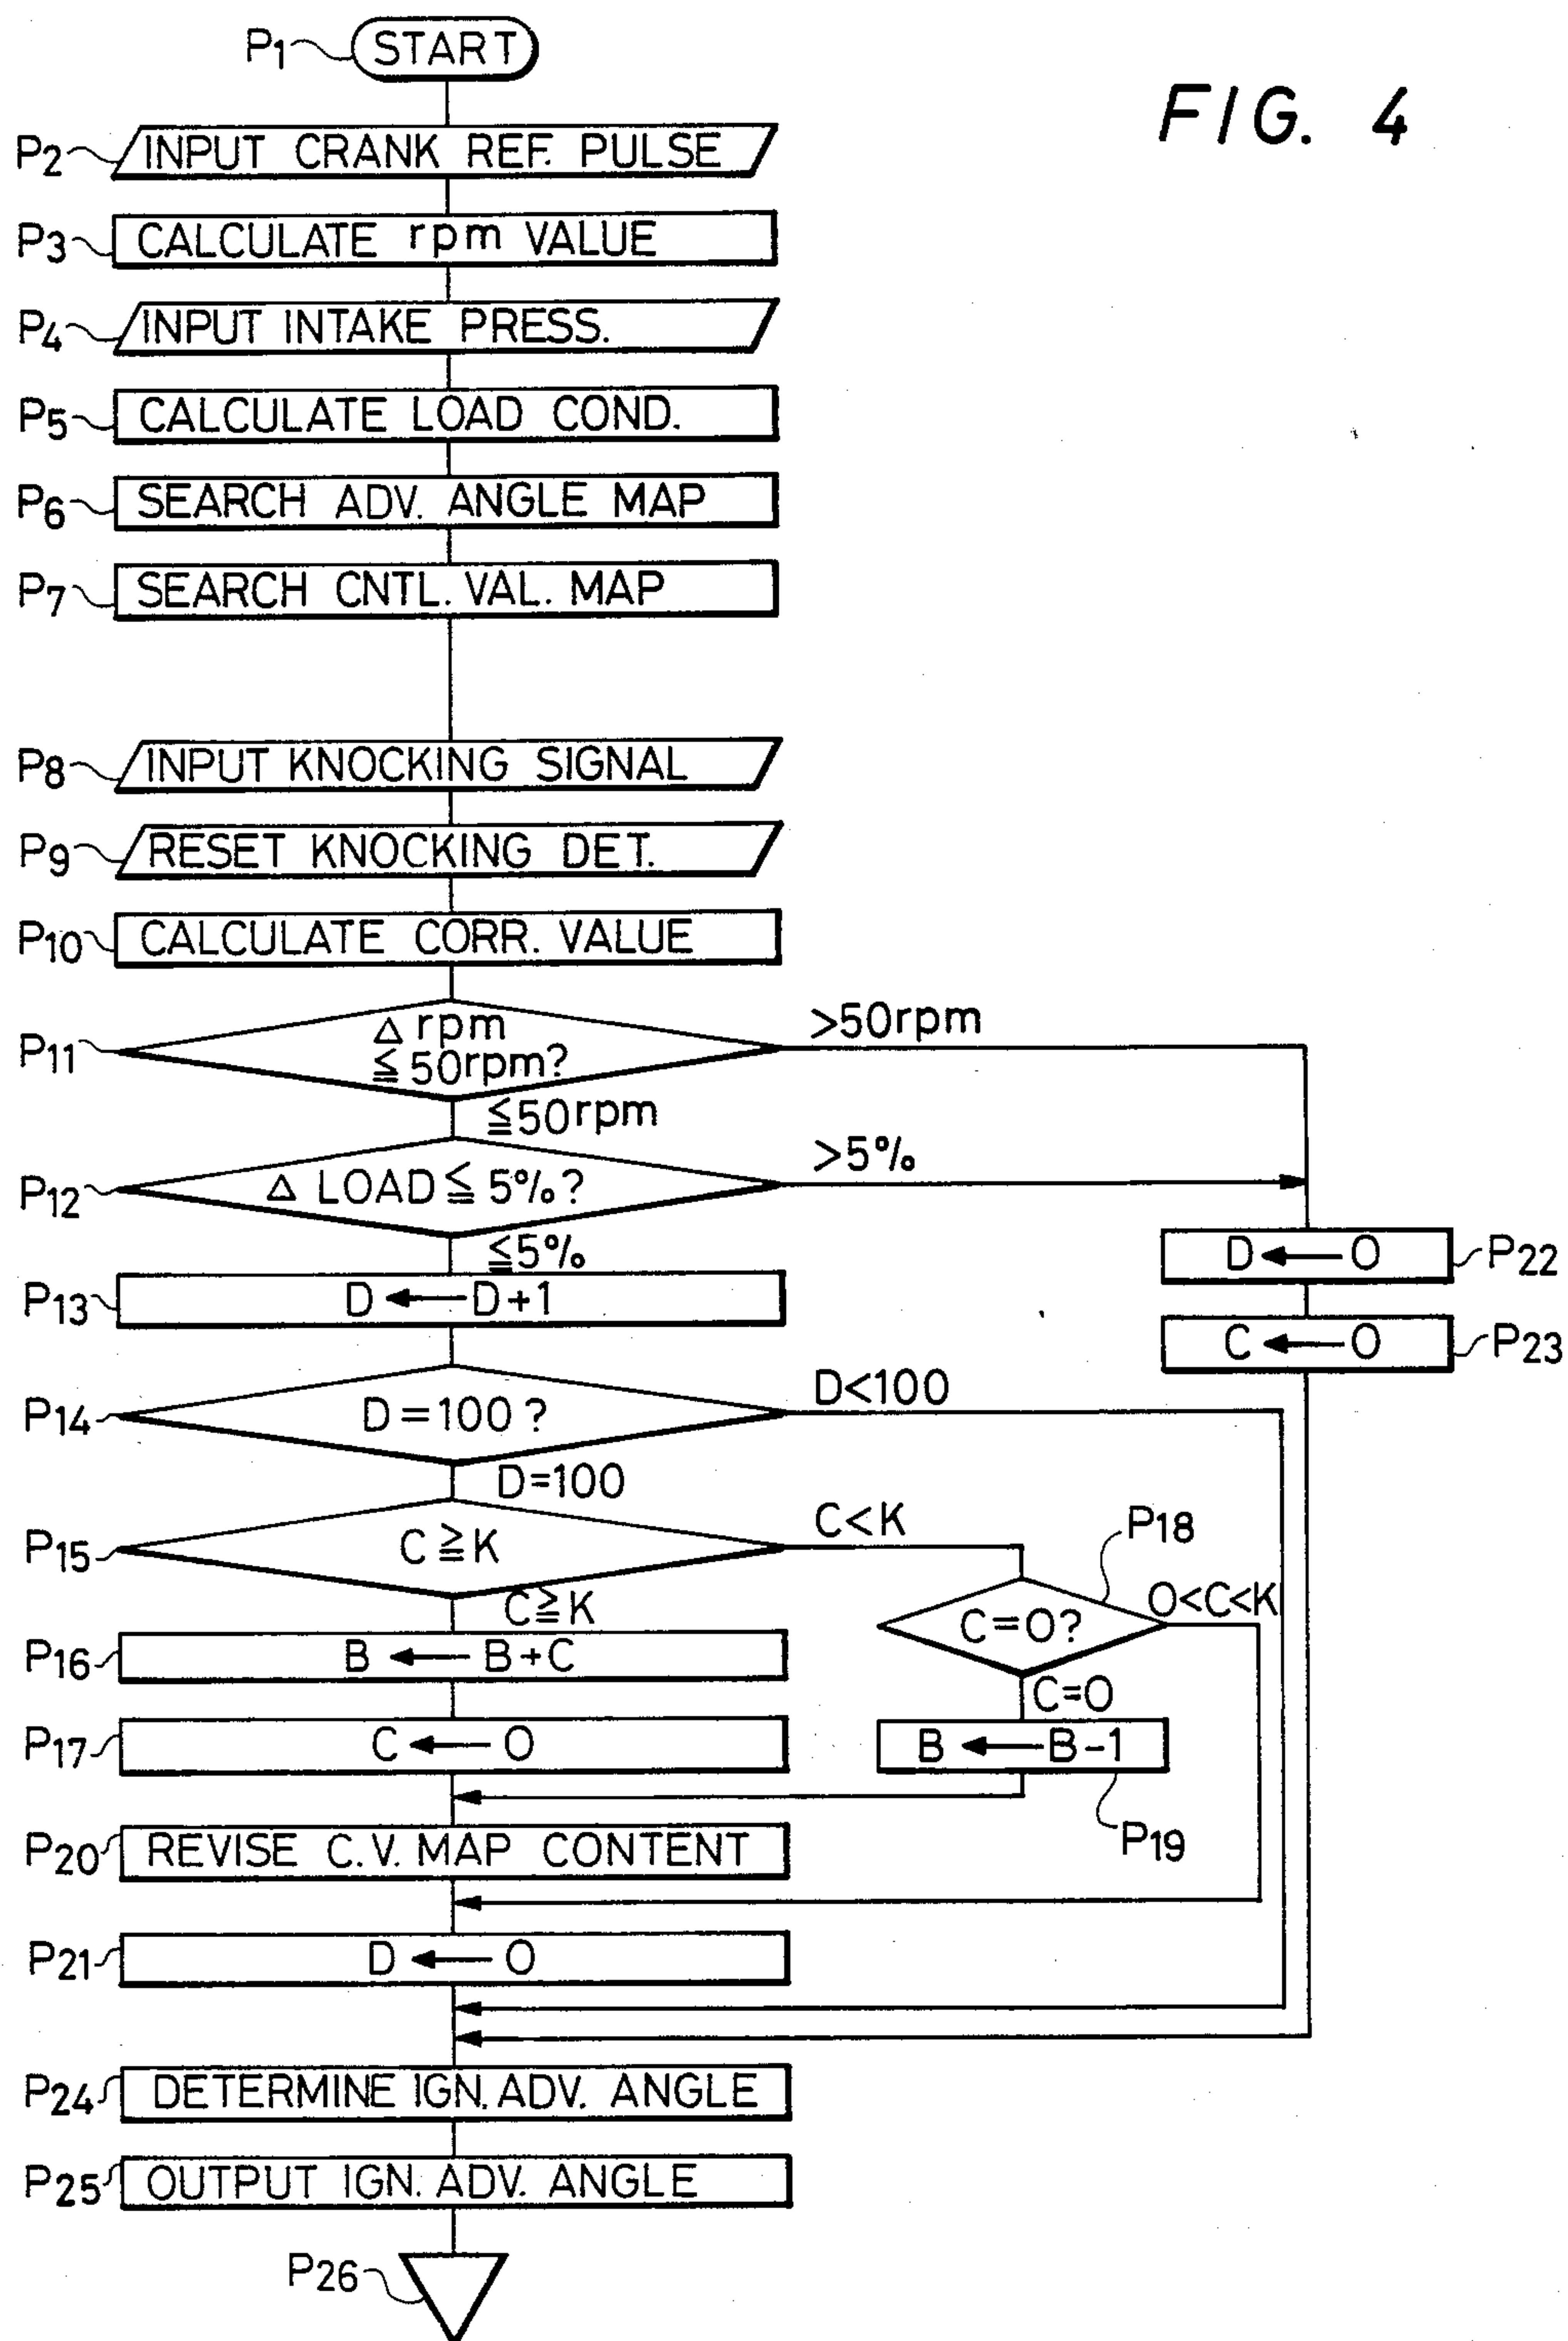 FIG. 4
P1 START
P2 INPUT CRANK REF. PULSE
P3 CALCULATE rpm VALUE
P4 INPUT INTAKE PRESS.
P5 CALCULATE LOAD COND.
P6 SEARCH ADV. ANGLE MAP
P7 SEARCH CNTL. VAL. MAP
P8 INPUT KNOCKING SIGNAL
P9 RESET KNOCKING DET.
P10 CALCULATE CORR. VALUE
>50rpm
P11 △ rpm
≦50rpm?
≦50rpm
>5%
P12 △ LOAD ≦ 5%?
≦5%
D ← O P22
P13 D ← D+1
C ← O P23
D<100
P14 D=100?
D=100
C<K
P18
P15 C≧K
C≧K
O<C<K
C=O?
P16 B ← B+C
C=O
P17 C ← O
B ← B-1
P19
P20 REVISE C.V. MAP CONTENT
P21 D ← O
P24 DETERMINE IGN. ADV. ANGLE
P25 OUTPUT IGN. ADV. ANGLE
P26